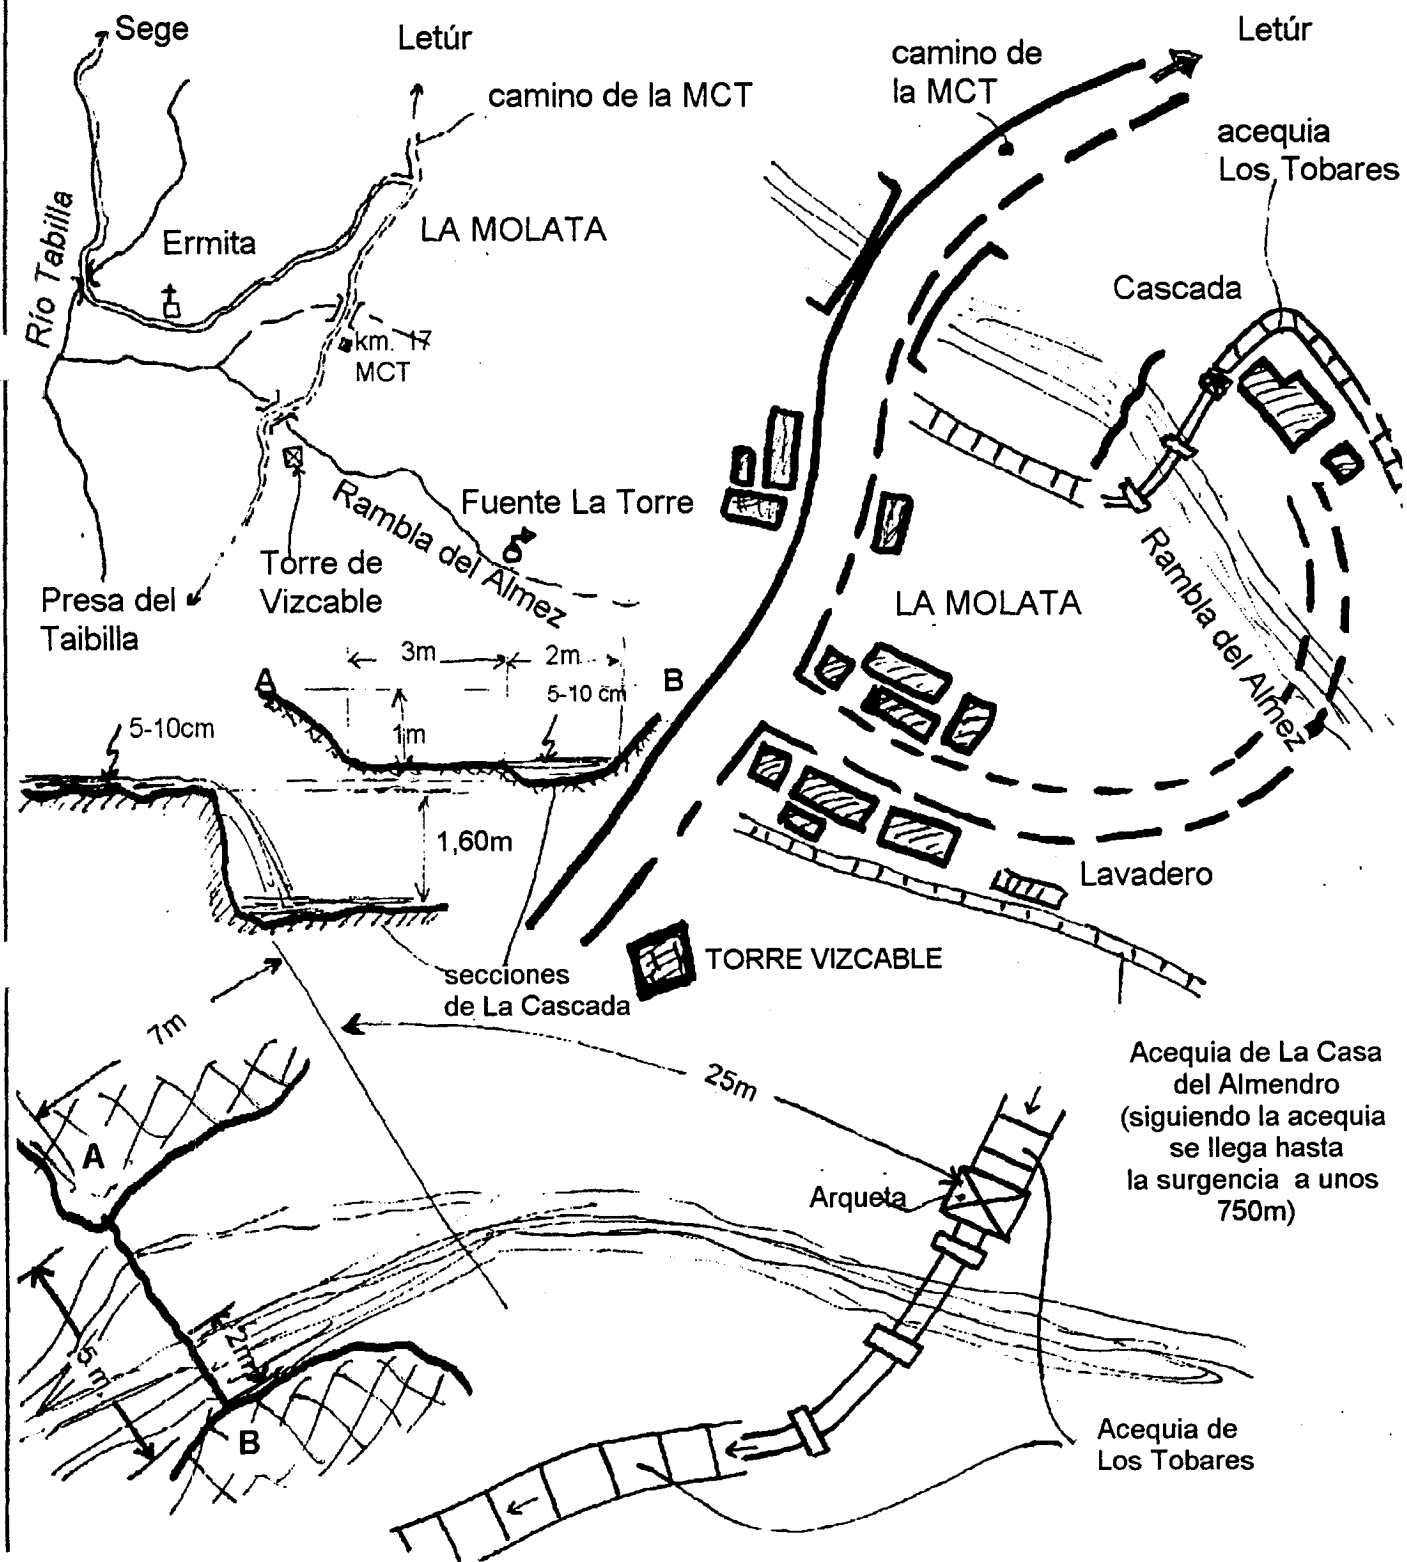 Sege
Letúr
camino de la MCT
Río Tabilla
Ermita
LA MOLATA
km. 17
MCT
Fuente La Torre
Rambla del Almez
Torre de
Vizcable
Presa del
Taibilla
camino de
la MCT
Letúr
acequia
Los Tobares
Cascada
Rambla del Almez
LA MOLATA
Lavadero
TORRE VIZCABLE
A
3m
2m
B
5-10 cm
1m
5-10cm
1,60m
secciones
de La Cascada
7m
25m
A
5 m.
2m
B
Arqueta
Acequia de La Casa
del Almendro
(siguiendo la acequia
se llega hasta
la surgencia a unos
750m)
Acequia de
Los Tobares